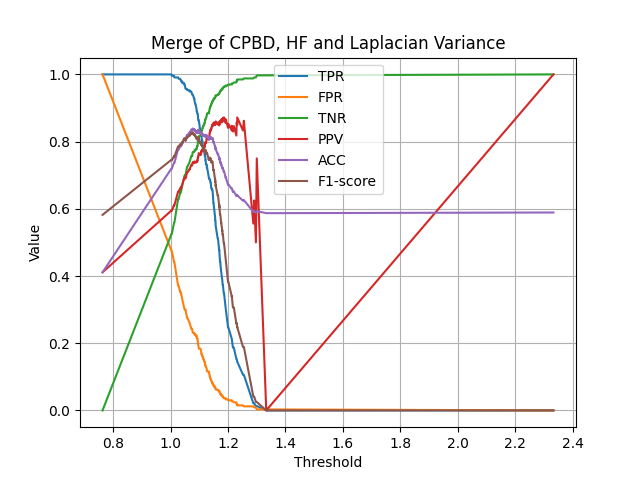 Merge of CPBD, HF and Laplacian Variance
1.0
0.8
0.6
0.4
0.2
0.0
Value
TPR
FPR
TNR
PPV
ACC
F1-score
0.8 1.0 1.2 1.4 1.6 1.8 2.0 2.2 2.4
Threshold